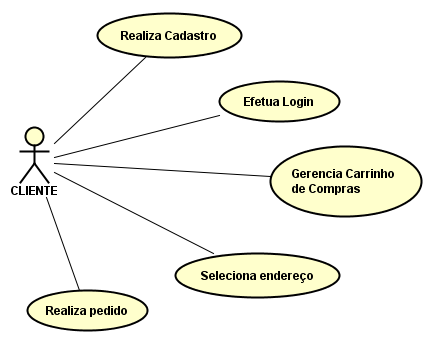 Realiza Cadastro
Efetua Login
Gerencia Carrinho
de Compras
CLIENTE
Seleciona endereço
Realiza pedido